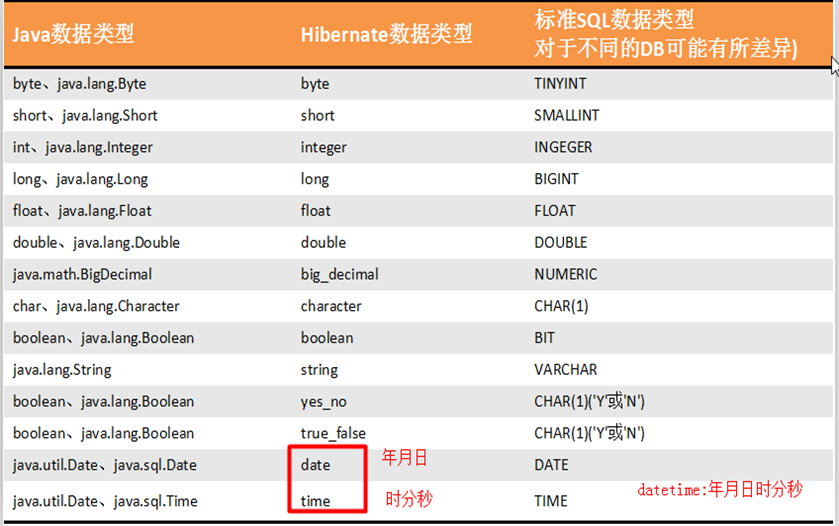 Java数据类型 Hibernate数据类型 标准SQL数据类型
对于不同的DB可能有所差异)
byte、java.lang.Byte byte TINYINT
short、java.lang.Short short SMALLINT
int、java.lang.Integer integer INGEGER
long、java.lang.Long long BIGINT
float、java.lang.Float float FLOAT
double、java.lang.Double double DOUBLE
java.math.BigDecimal big_decimal NUMERIC
char、java.lang.Character character CHAR(1)
boolean、java.lang.Boolean boolean BIT
java.lang.String string VARCHAR
boolean、java.lang.Boolean yes_no CHAR(1)('Y'或'N')
boolean、java.lang.Boolean true_false CHAR(1)('Y'或'N')
java.util.Date、java.sql.Date date 年月日 DATE
java.util.Date、java.sql.Time time 时分秒 TIME datetime:年月日时分秒